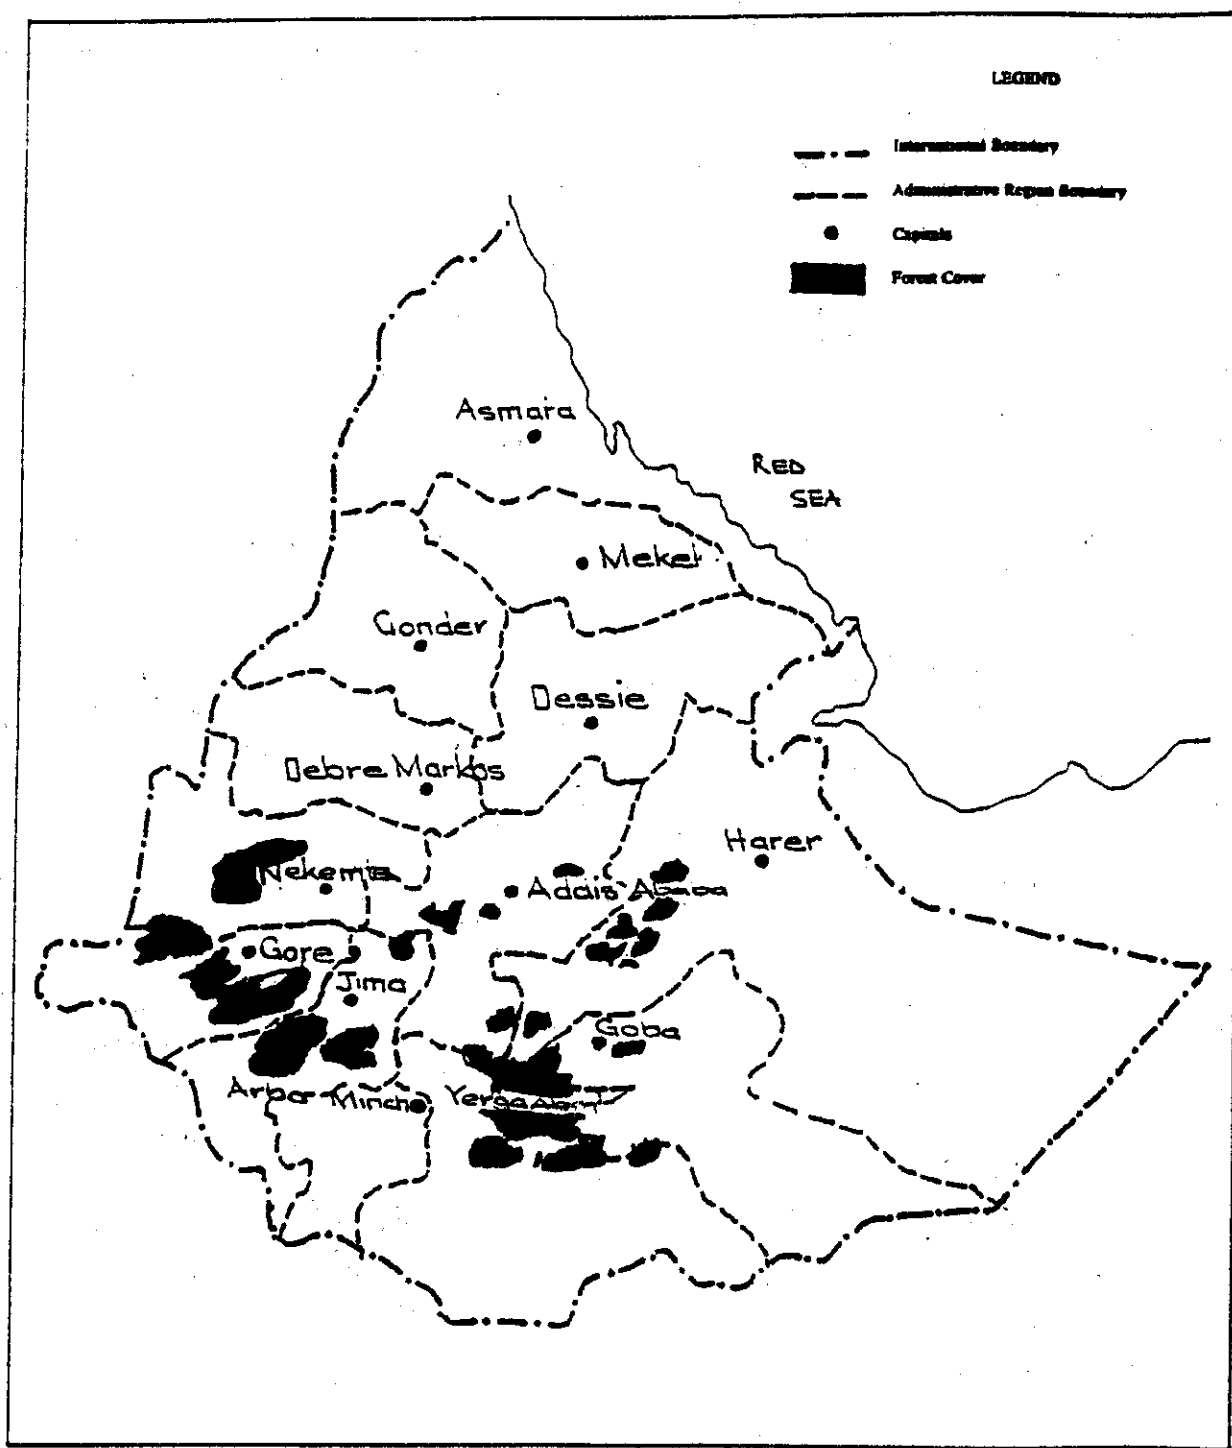 LEGEND
International Boundary
Administrative Region Boundary
Capitals
Forest Cover
Asmara
RED
SEA
Mekel
Gonder
Dessie
Debre Markos
Harer
Nekemte
Addis Ababa
Gore
Jima
Goba
Arba Minch